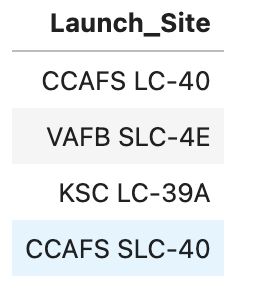 Launch_Site
CCAFS LC-40
VAFB SLC-4E
KSC LC-39A
CCAFS SLC-40